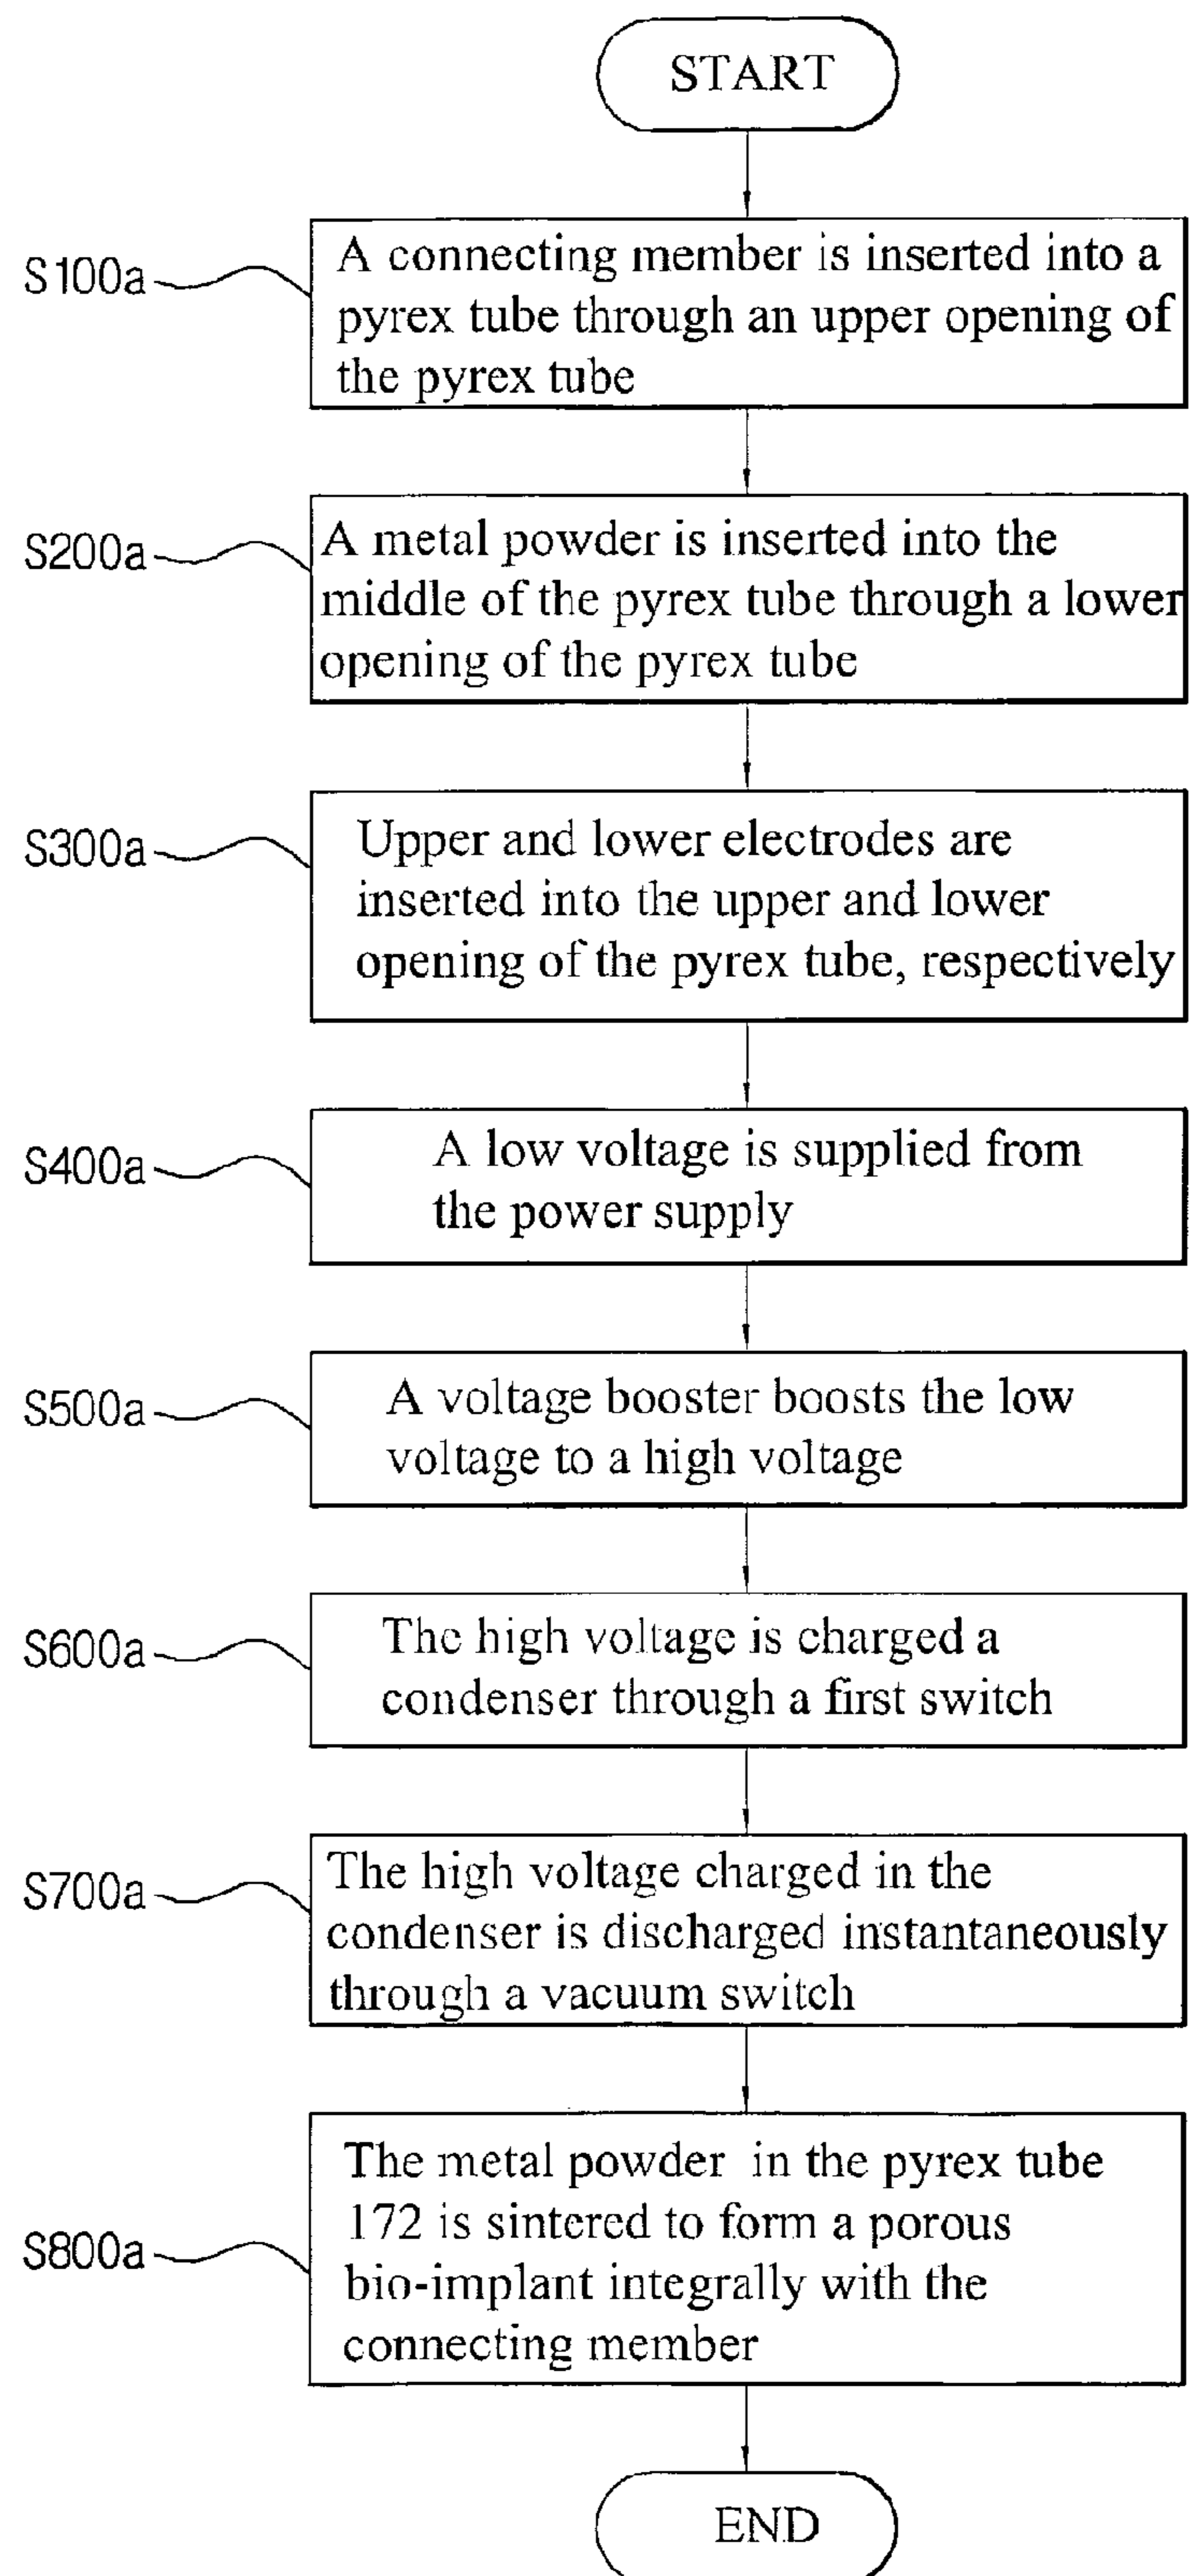 START
S100a
A connecting member is inserted into a
pyrex tube through an upper opening of
the pyrex tube
S200a
A metal powder is inserted into the
middle of the pyrex tube through a lower
opening of the pyrex tube
S300a
Upper and lower electrodes are
inserted into the upper and lower
opening of the pyrex tube, respectively
S400a
A low voltage is supplied from
the power supply
S500a
A voltage booster boosts the low
voltage to a high voltage
S600a
The high voltage is charged a
condenser through a first switch
S700a
The high voltage charged in the
condenser is discharged instantaneously
through a vacuum switch
S800a
The metal powder in the pyrex tube
172 is sintered to form a porous
bio-implant integrally with the
connecting member
END